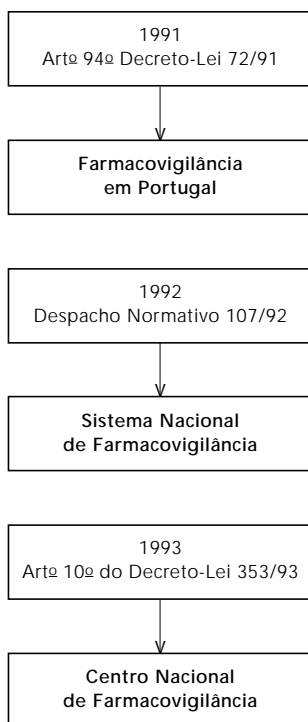 1991
Artº 94º Decreto-Lei 72/91
Farmacovigilância
em Portugal
1992
Despacho Normativo 107/92
Sistema Nacional
de Farmacovigilância
1993
Artº 10º do Decreto-Lei 353/93
Centro Nacional
de Farmacovigilância